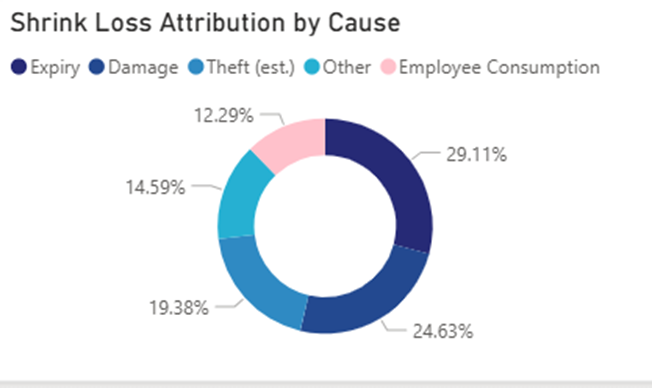 Shrink Loss Attribution by Cause
Expiry Damage Theft (est.) Other Employee Consumption
12.29%
29.11%
14.59%
19.38%
24.63%